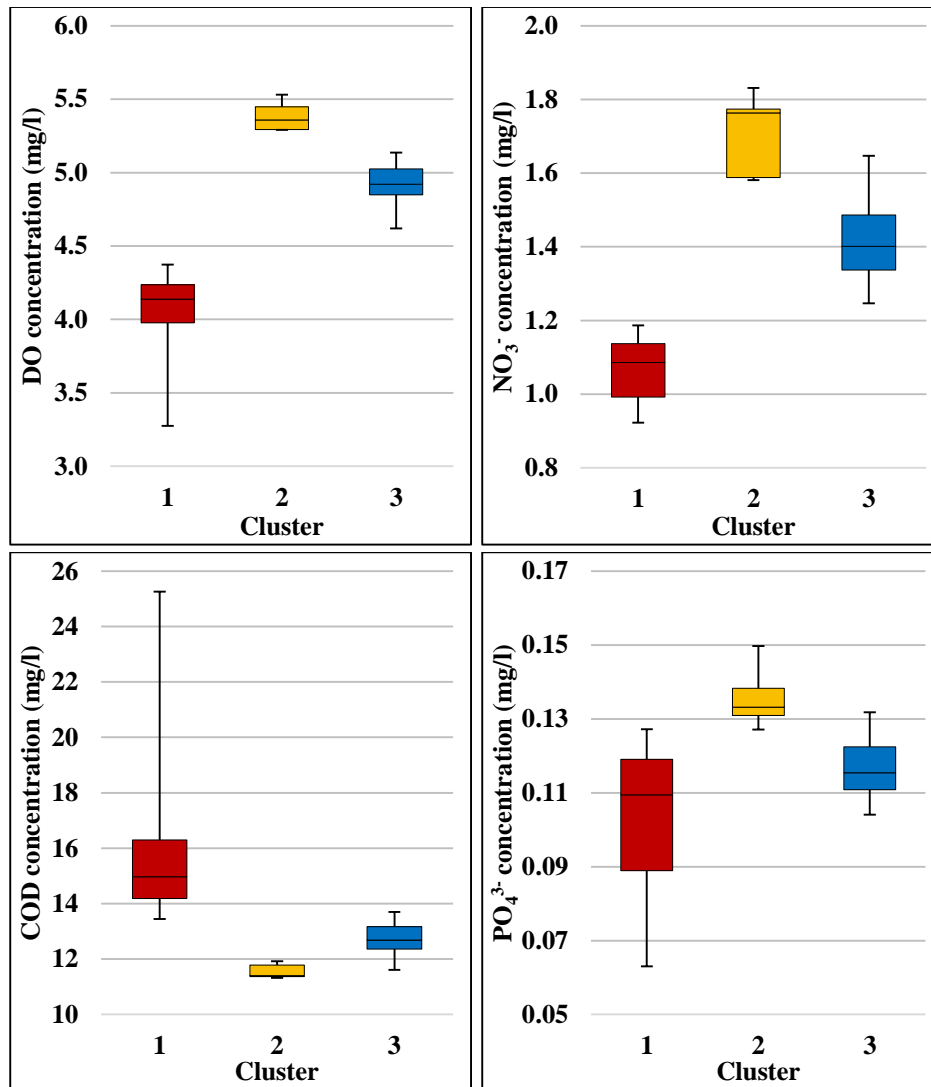 DO concentration (mg/l)
6.0
5.5
5.0
4.5
4.0
3.5
3.0
1 2 3
Cluster
NO₃⁻ concentration (mg/l)
2.0
1.8
1.6
1.4
1.2
1.0
0.8
1 2 3
Cluster
COD concentration (mg/l)
26
24
22
20
18
16
14
12
10
1 2 3
Cluster
PO₄³⁻ concentration (mg/l)
0.17
0.15
0.13
0.11
0.09
0.07
0.05
1 2 3
Cluster